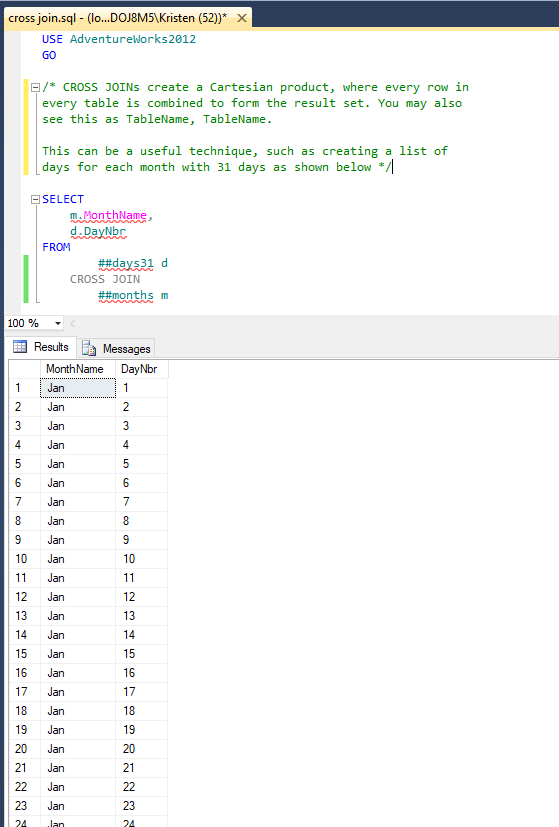 cross join.sql - (lo...DOJ8M5\Kristen (52))* ✕
USE AdventureWorks2012
GO
/* CROSS JOINs create a Cartesian product, where every row in
every table is combined to form the result set. You may also
see this as TableName, TableName.
This can be a useful technique, such as creating a list of
days for each month with 31 days as shown below */
SELECT
m.MonthName,
d.DayNbr
FROM
##days31 d
CROSS JOIN
##months m
100 %
Results Messages
MonthName DayNbr
1 Jan 1
2 Jan 2
3 Jan 3
4 Jan 4
5 Jan 5
6 Jan 6
7 Jan 7
8 Jan 8
9 Jan 9
10 Jan 10
11 Jan 11
12 Jan 12
13 Jan 13
14 Jan 14
15 Jan 15
16 Jan 16
17 Jan 17
18 Jan 18
19 Jan 19
20 Jan 20
21 Jan 21
22 Jan 22
23 Jan 23
24 Jan 24